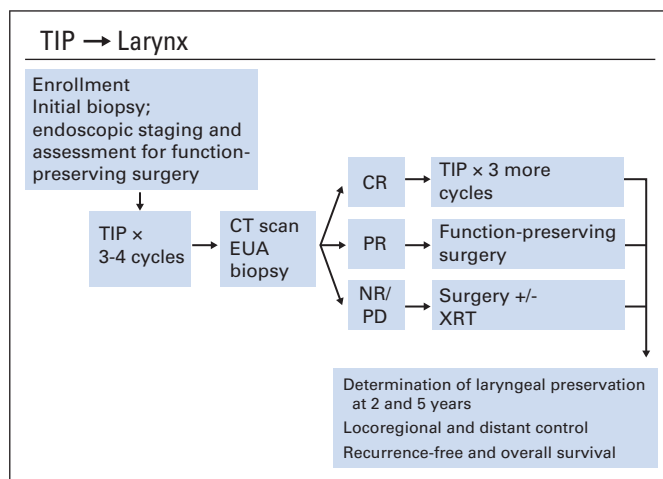 TIP → Larynx
Enrollment
Initial biopsy;
endoscopic staging and
assessment for function-
preserving surgery
TIP ×
3-4 cycles
CT scan
EUA
biopsy
CR
TIP × 3 more
cycles
PR
Function-preserving
surgery
NR/
PD
Surgery +/-
XRT
Determination of laryngeal preservation
at 2 and 5 years
Locoregional and distant control
Recurrence-free and overall survival